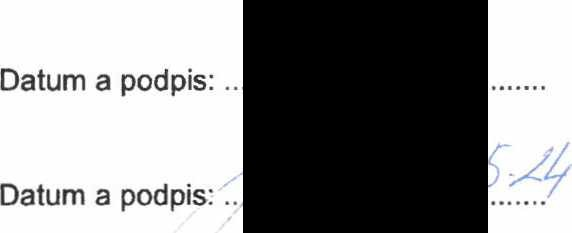 Datum a podpis: .. .......
5-24
Datum a podpis: .. .......